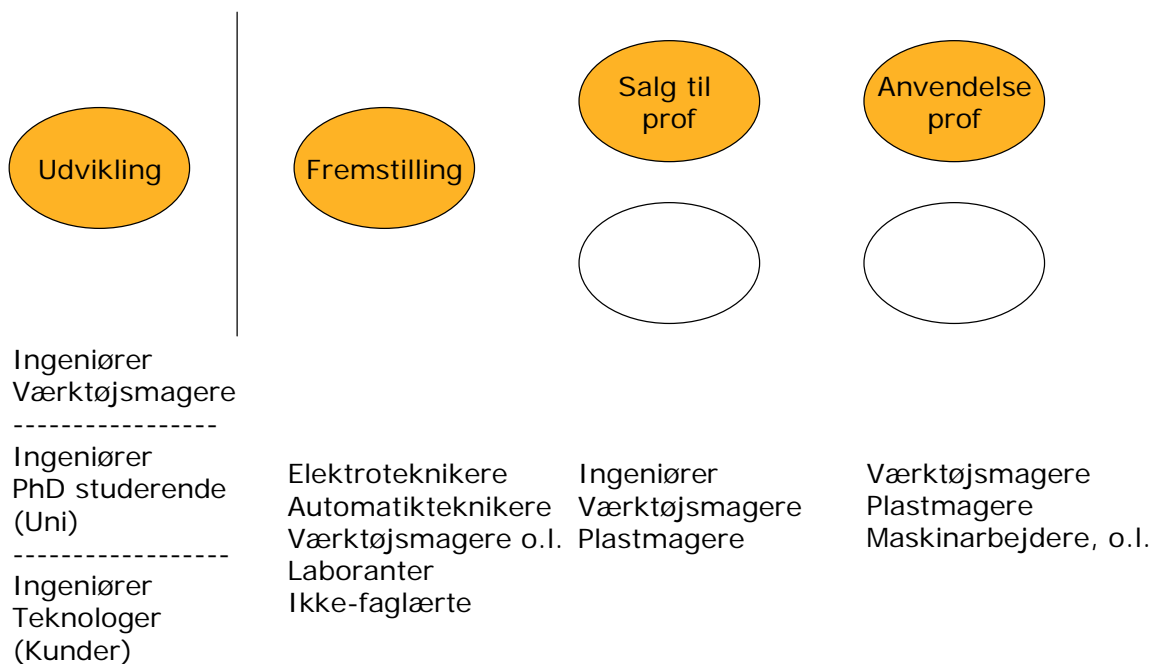 Udvikling
Fremstilling
Salg til
prof
Anvendelse
prof
Ingeniører
Værktøjsmagere
-----------------
Ingeniører
PhD studerende
(Uni)
------------------
Ingeniører
Teknologer
(Kunder)
Elektroteknikere
Automatikteknikere
Værktøjsmagere o.l.
Laboranter
Ikke-faglærte
Ingeniører
Værktøjsmagere
Plastmagere
Værktøjsmagere
Plastmagere
Maskinarbejdere, o.l.